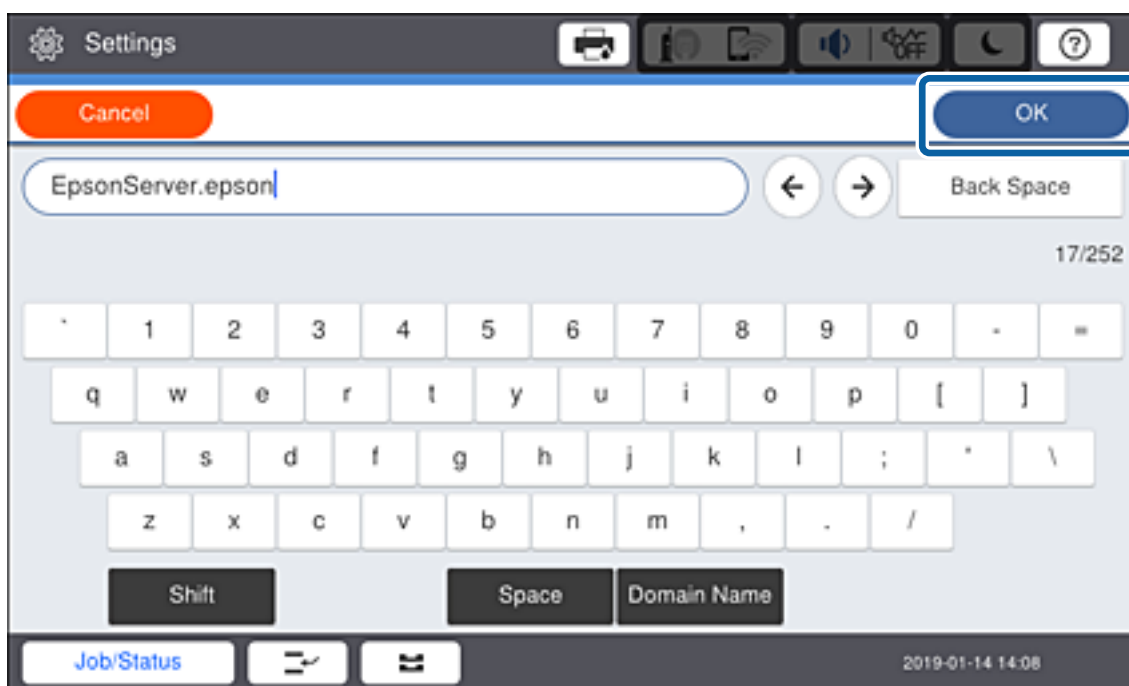 Settings
OFF
?
Cancel
OK
EpsonServer.epson
← → Back Space
17/252
` 1 2 3 4 5 6 7 8 9 0 - =
q w e r t y u i o p [ ]
a s d f g h j k l ; ' \
z x c v b n m , . /
Shift Space Domain Name
Job/Status
2019-01-14 14:08